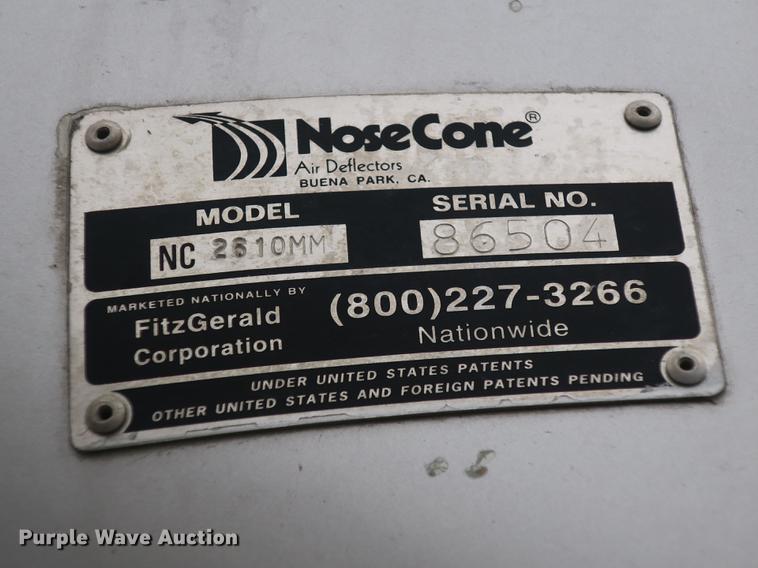 NoseCone®
Air Deflectors
BUENA PARK, CA.
MODEL
SERIAL NO.
NC 2610MM
86504
MARKETED NATIONALLY BY
FitzGerald
Corporation
(800)227-3266
Nationwide
UNDER UNITED STATES PATENTS
OTHER UNITED STATES AND FOREIGN PATENTS PENDING
Purple Wave Auction